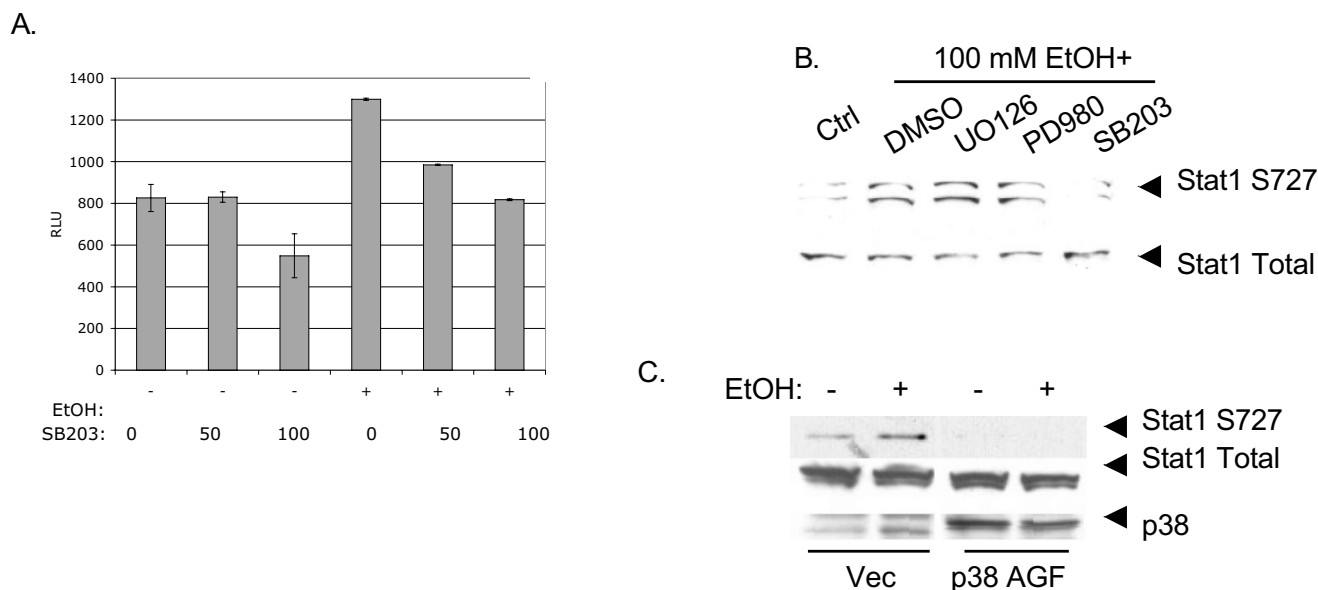 A.
1400
1200
1000
800
600
400
200
0
RLU
- - - + + +
EtOH:
SB203: 0 50 100 0 50 100
B.
100 mM EtOH+
Ctrl DMSO UO126 PD980 SB203
Stat1 S727
Stat1 Total
C.
EtOH: - + - +
Stat1 S727
Stat1 Total
p38
Vec p38 AGF